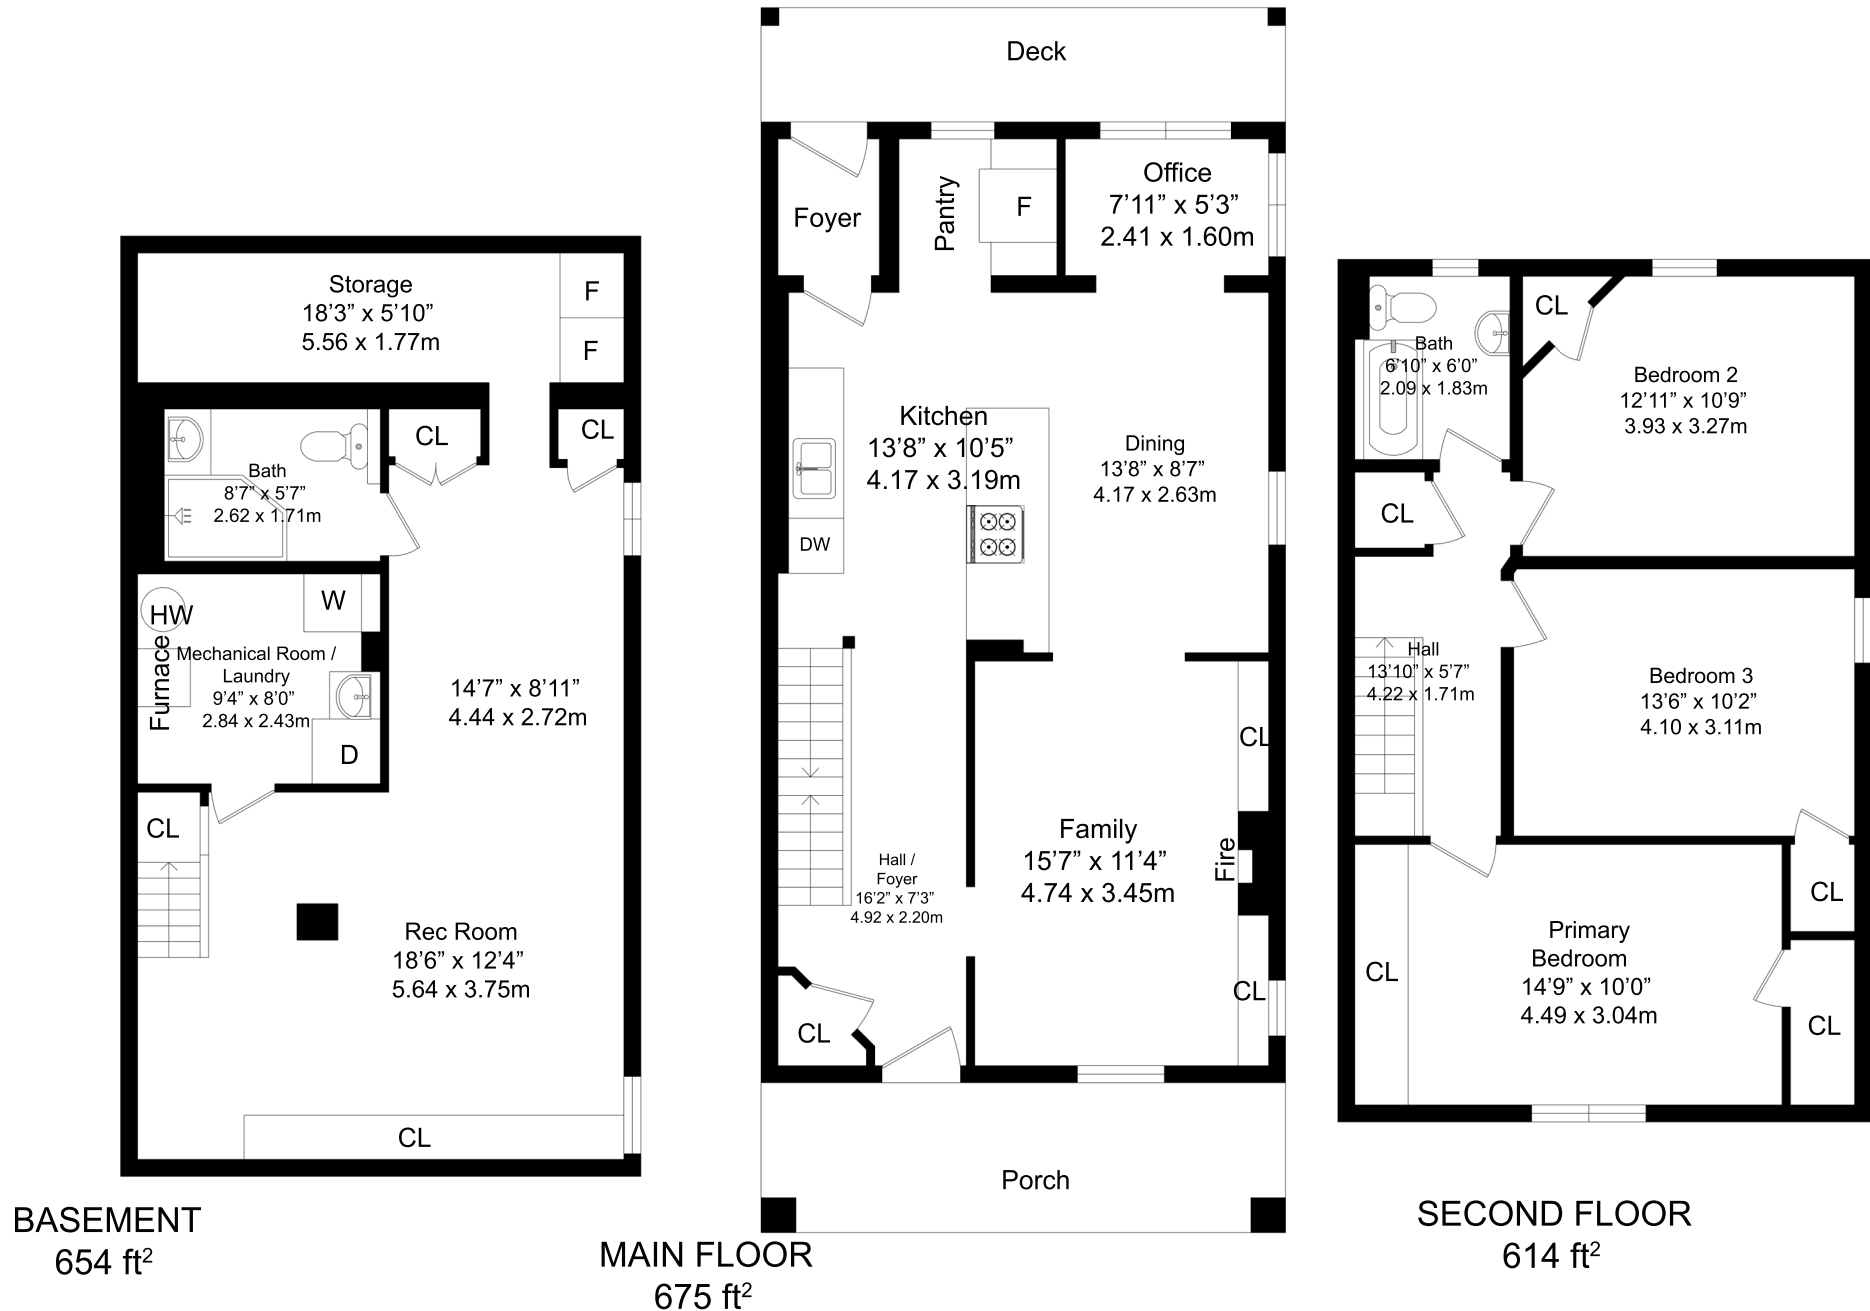 Storage
18’3” x 5’10”
5.56 x 1.77m
F
F
CL
CL
Bath
8’7” x 5’7”
2.62 x 1.71m
HW
W
Furnace
Mechanical Room /
Laundry
9’4” x 8’0”
2.84 x 2.43m
D
14’7” x 8’11”
4.44 x 2.72m
CL
Rec Room
18’6” x 12’4”
5.64 x 3.75m
CL
BASEMENT
654 ft²
Deck
Foyer
Pantry
F
Office
7’11” x 5’3”
2.41 x 1.60m
Kitchen
13’8” x 10’5”
4.17 x 3.19m
Dining
13’8” x 8’7”
4.17 x 2.63m
DW
CL
Family
15’7” x 11’4”
4.74 x 3.45m
Fire
Hall /
Foyer
16’2” x 7’3”
4.92 x 2.20m
CL
CL
Porch
MAIN FLOOR
675 ft²
CL
Bath
6’10” x 6’0”
2.09 x 1.83m
Bedroom 2
12’11” x 10’9”
3.93 x 3.27m
CL
Hall
13’10” x 5’7”
4.22 x 1.71m
Bedroom 3
13’6” x 10’2”
4.10 x 3.11m
CL
CL
Primary
Bedroom
14’9” x 10’0”
4.49 x 3.04m
CL
SECOND FLOOR
614 ft²